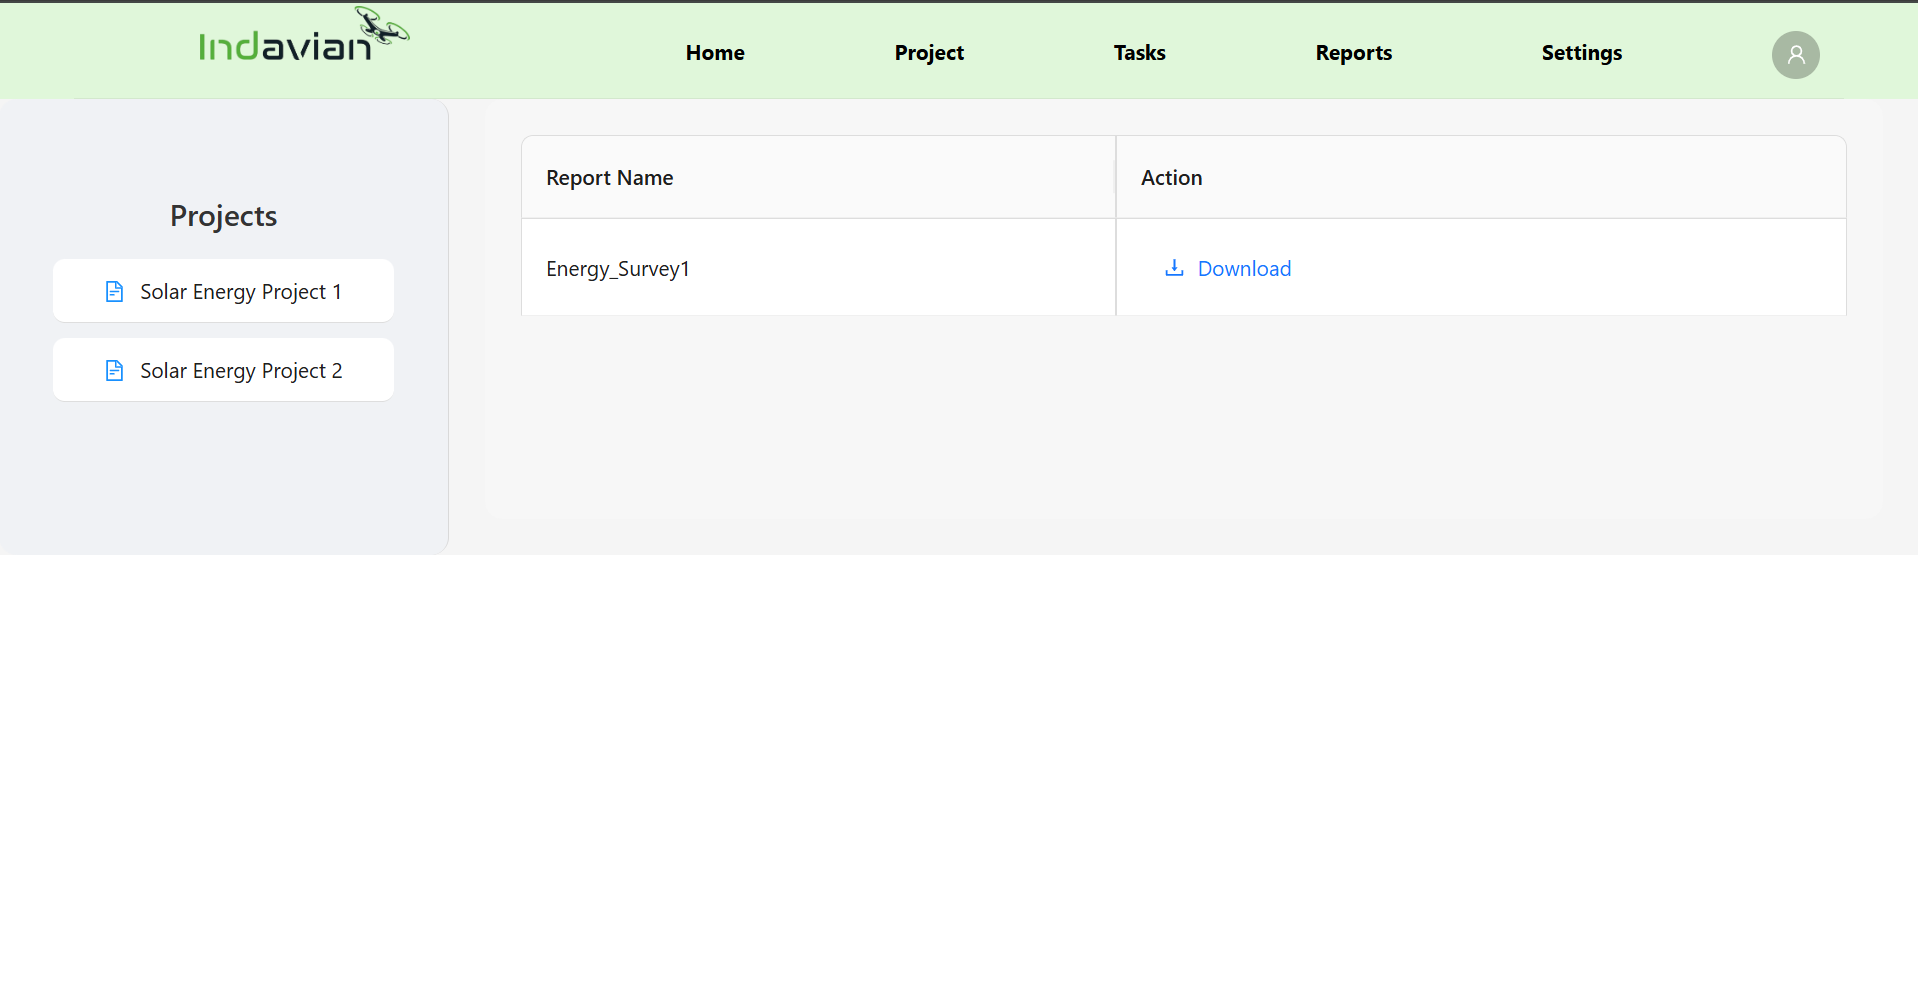 Indavian
Home Project Tasks Reports Settings
Projects
Solar Energy Project 1
Solar Energy Project 2
Report Name Action
Energy_Survey1 Download